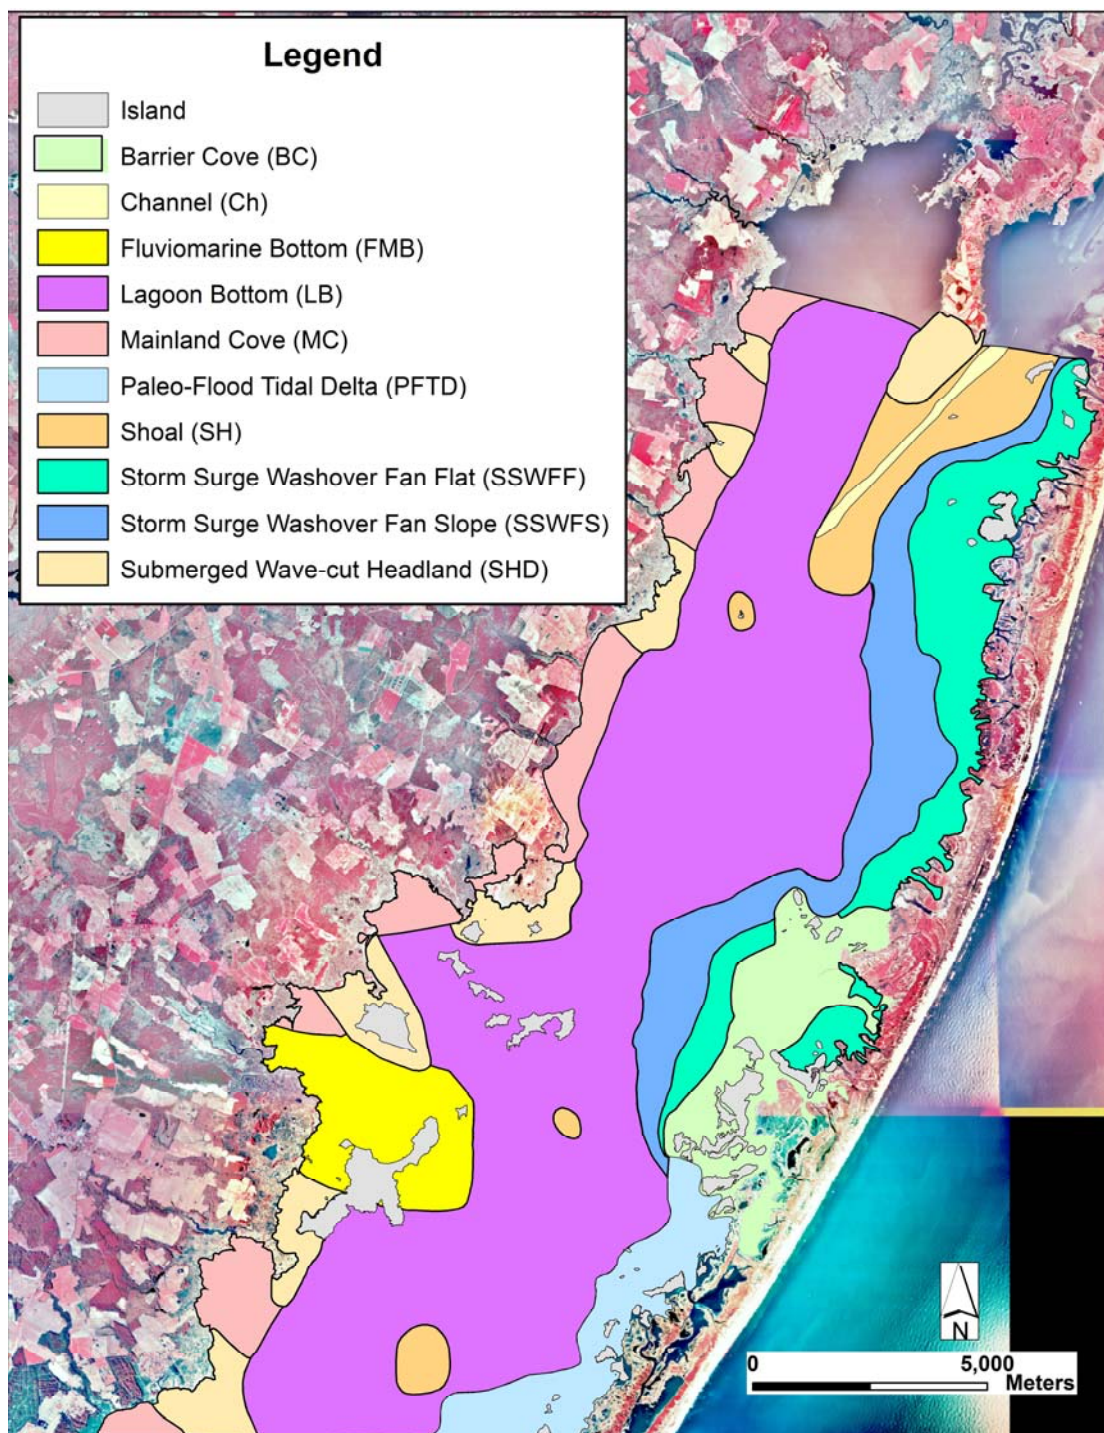 Legend
Island
Barrier Cove (BC)
Channel (Ch)
Fluviomarine Bottom (FMB)
Lagoon Bottom (LB)
Mainland Cove (MC)
Paleo-Flood Tidal Delta (PFTD)
Shoal (SH)
Storm Surge Washover Fan Flat (SSWFF)
Storm Surge Washover Fan Slope (SSWFS)
Submerged Wave-cut Headland (SHD)
N
0 5,000
Meters